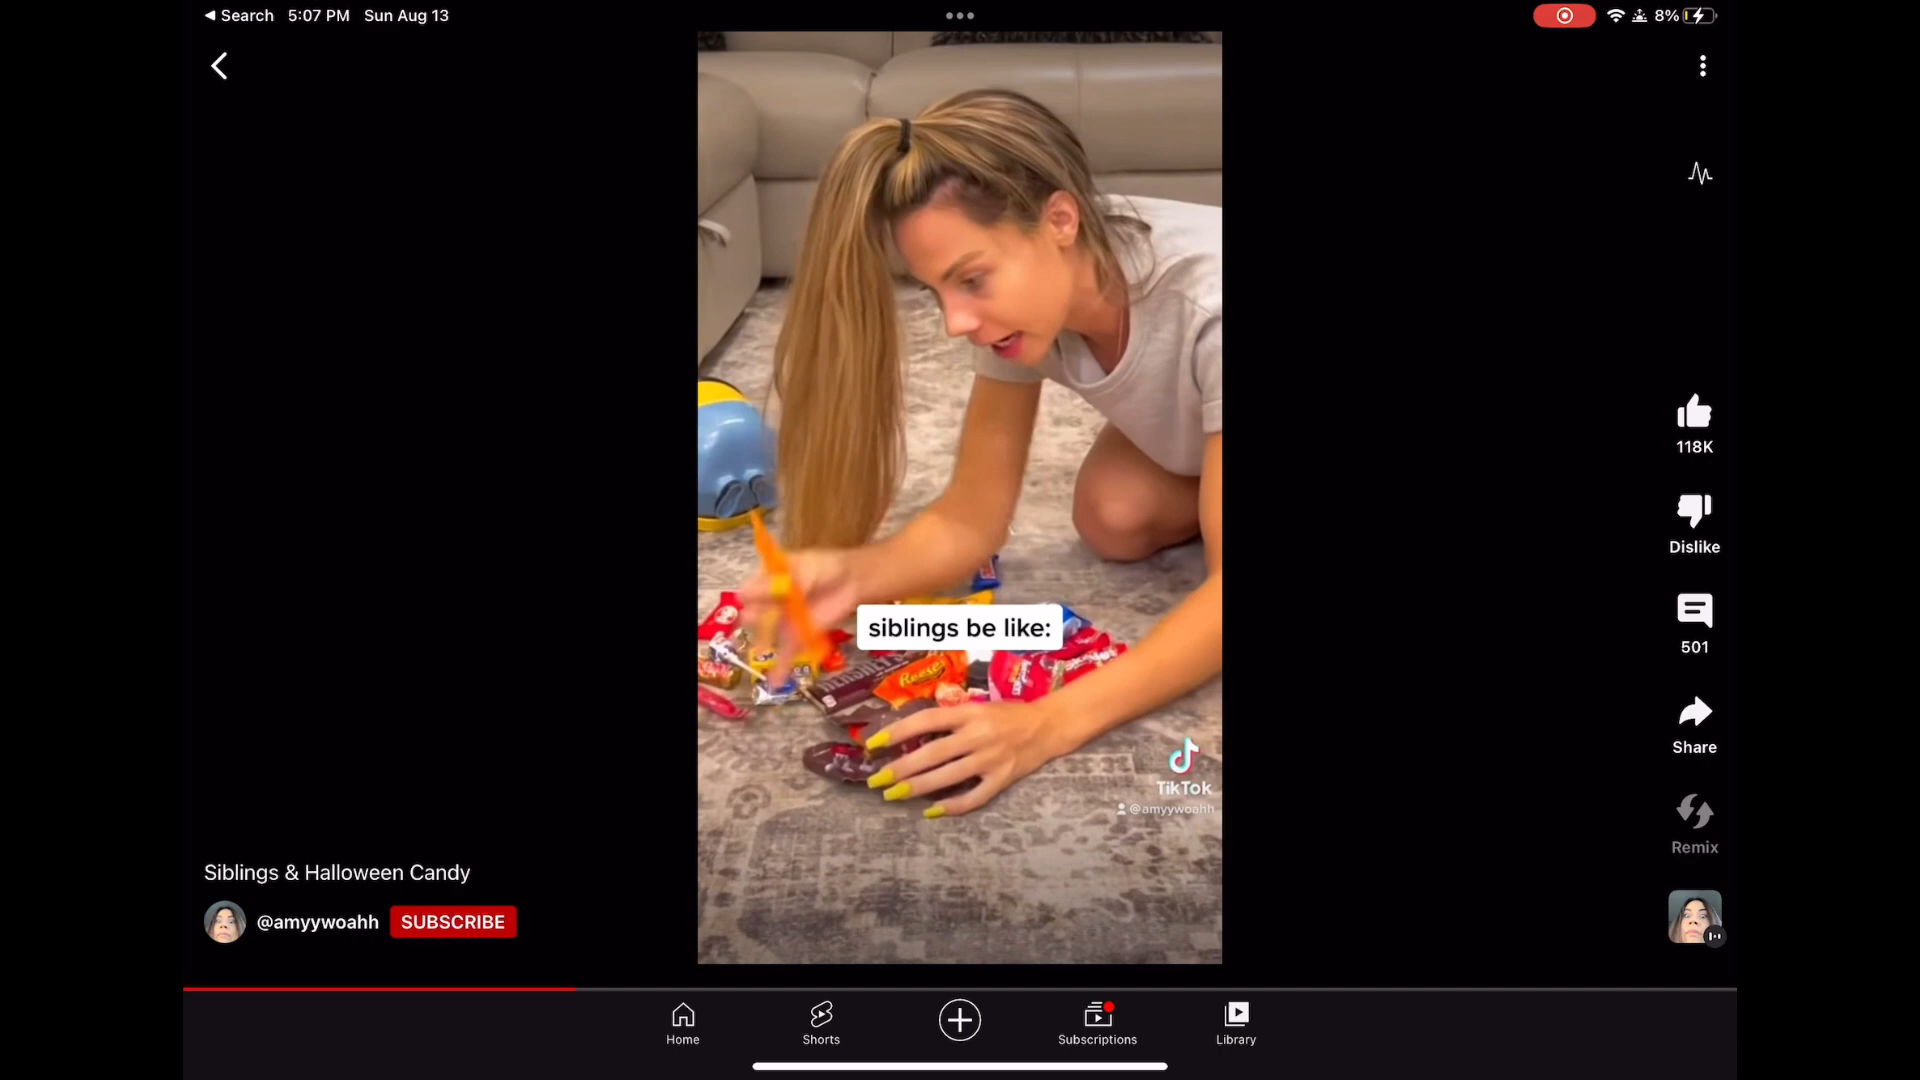 Search 5:07 PM Sun Aug 13
8%
siblings be like:
HERSHEY'S
Reese's
TikTok
@amyywoahh
118K
Dislike
501
Share
Remix
Siblings & Halloween Candy
@amyywoahh SUBSCRIBE
Home
Shorts
Subscriptions
Library